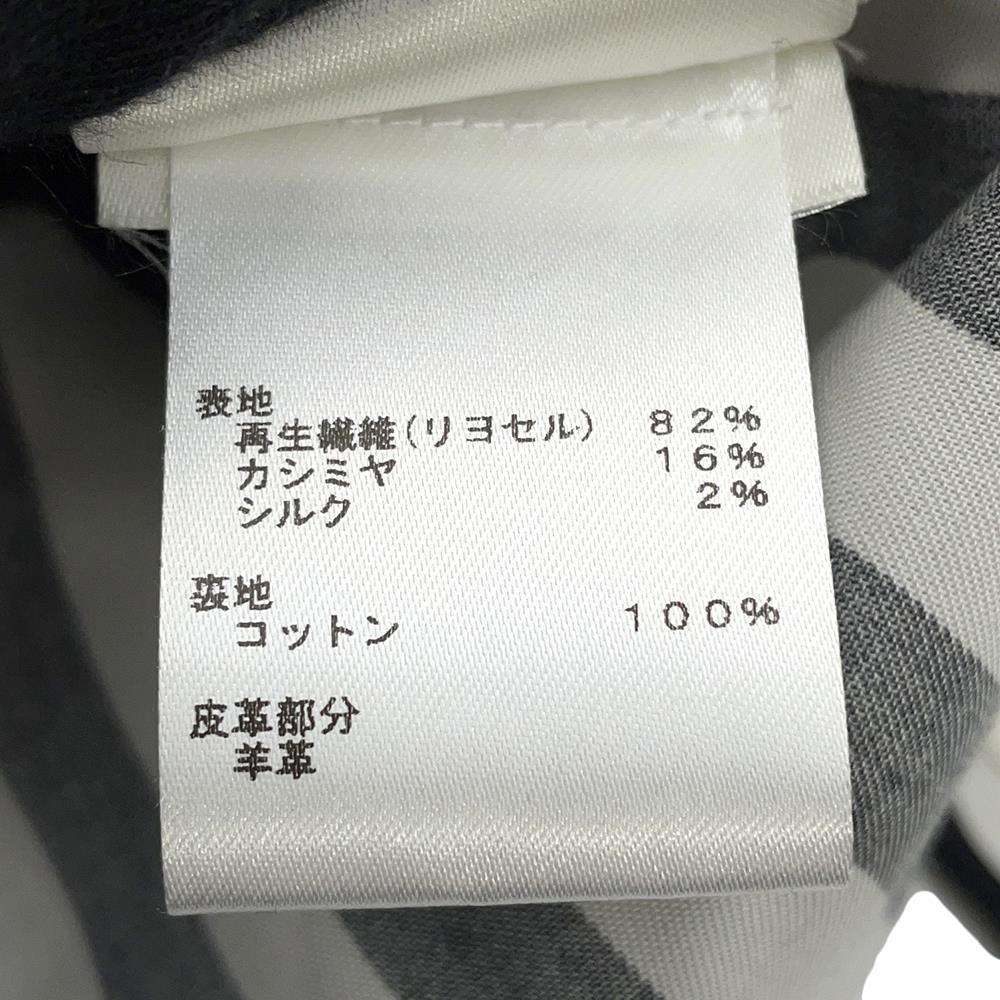 表地
再生繊維(リヨセル) 82%
カシミヤ 16%
シルク 2%
表地
コットン 100%
皮革部分
羊革